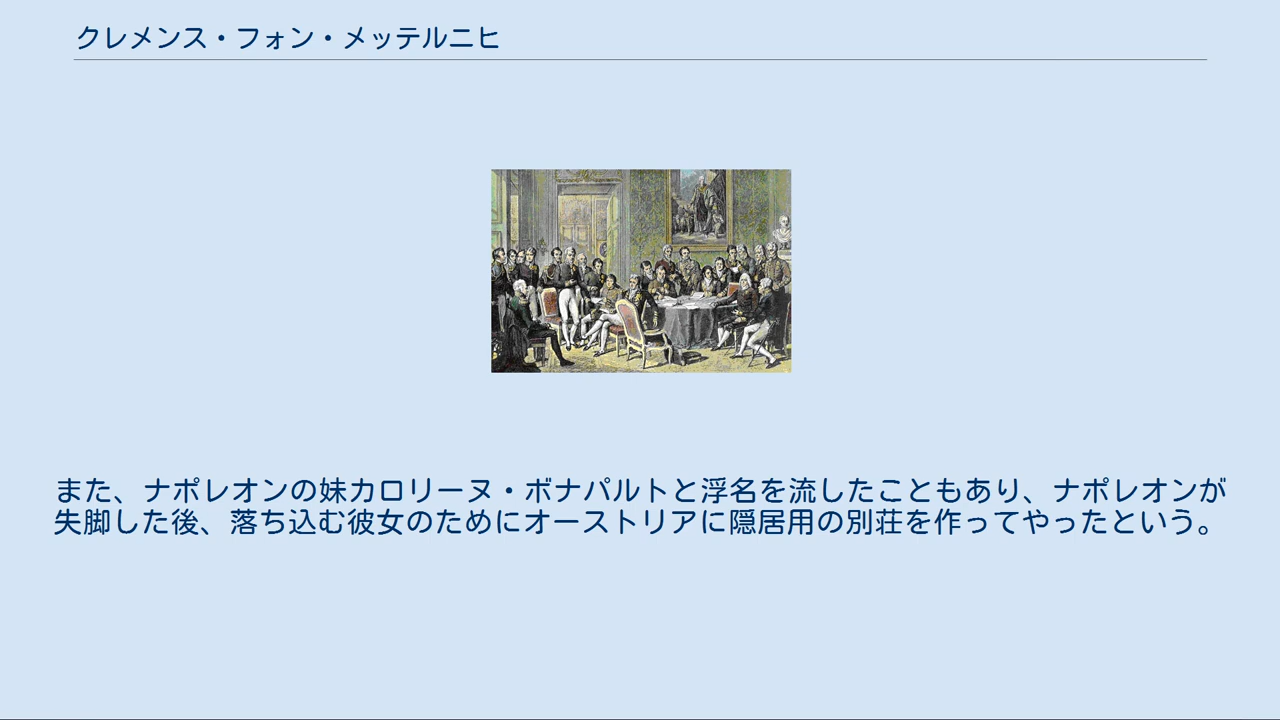 クレメンス・フォン・メッテルニヒ
また、ナポレオンの妹カロリーヌ・ボナパルトと浮名を流したこともあり、ナポレオンが
失脚した後、落ち込む彼女のためにオーストリアに隠居用の別荘を作ってやったという。